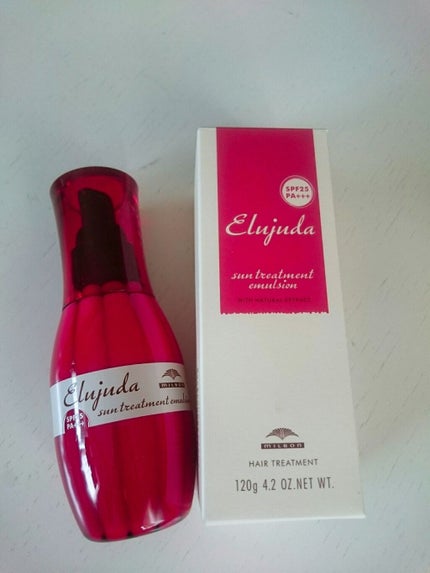 SPF25
PA+++
Elujuda
sun treatment
emulsion
WITH NATURAL EXTRACT
MILBON
HAIR TREATMENT
120g 4.2 OZ.NET WT.
Elujuda
MILBON
sun treatment emulsion
SPF25
PA+++